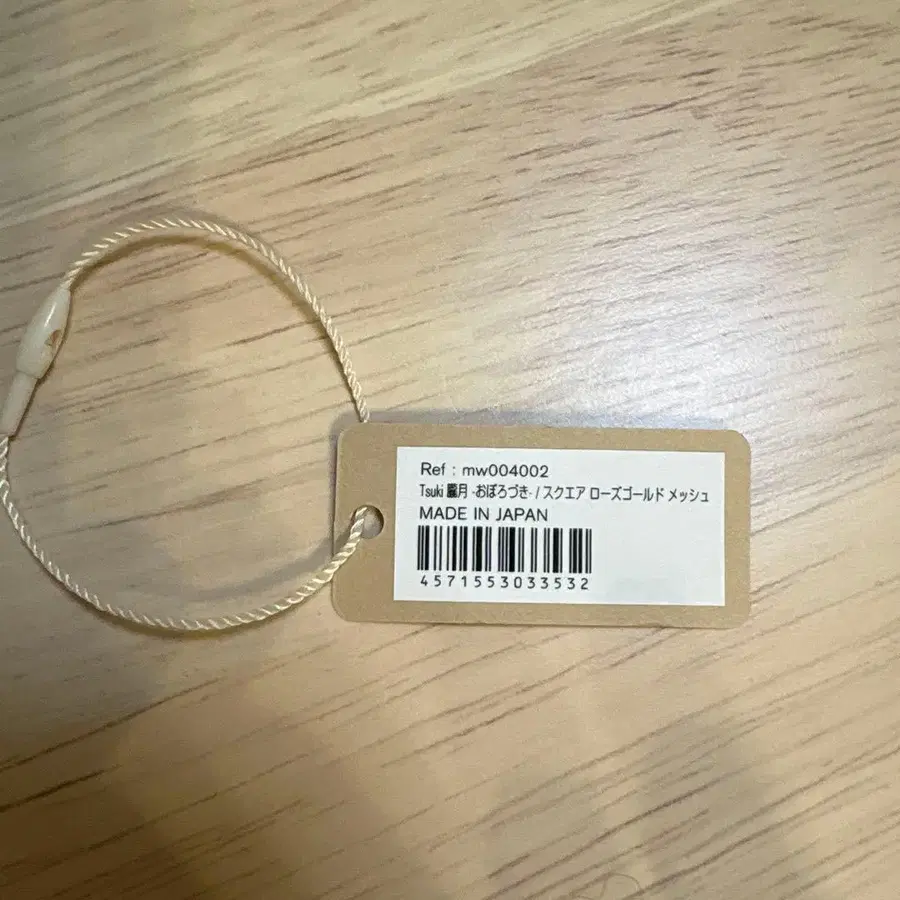 Ref : mw004002
Tsuki 朧月 -おぼろづき- / スクエア ローズゴールド メッシュ
MADE IN JAPAN
4571553033532